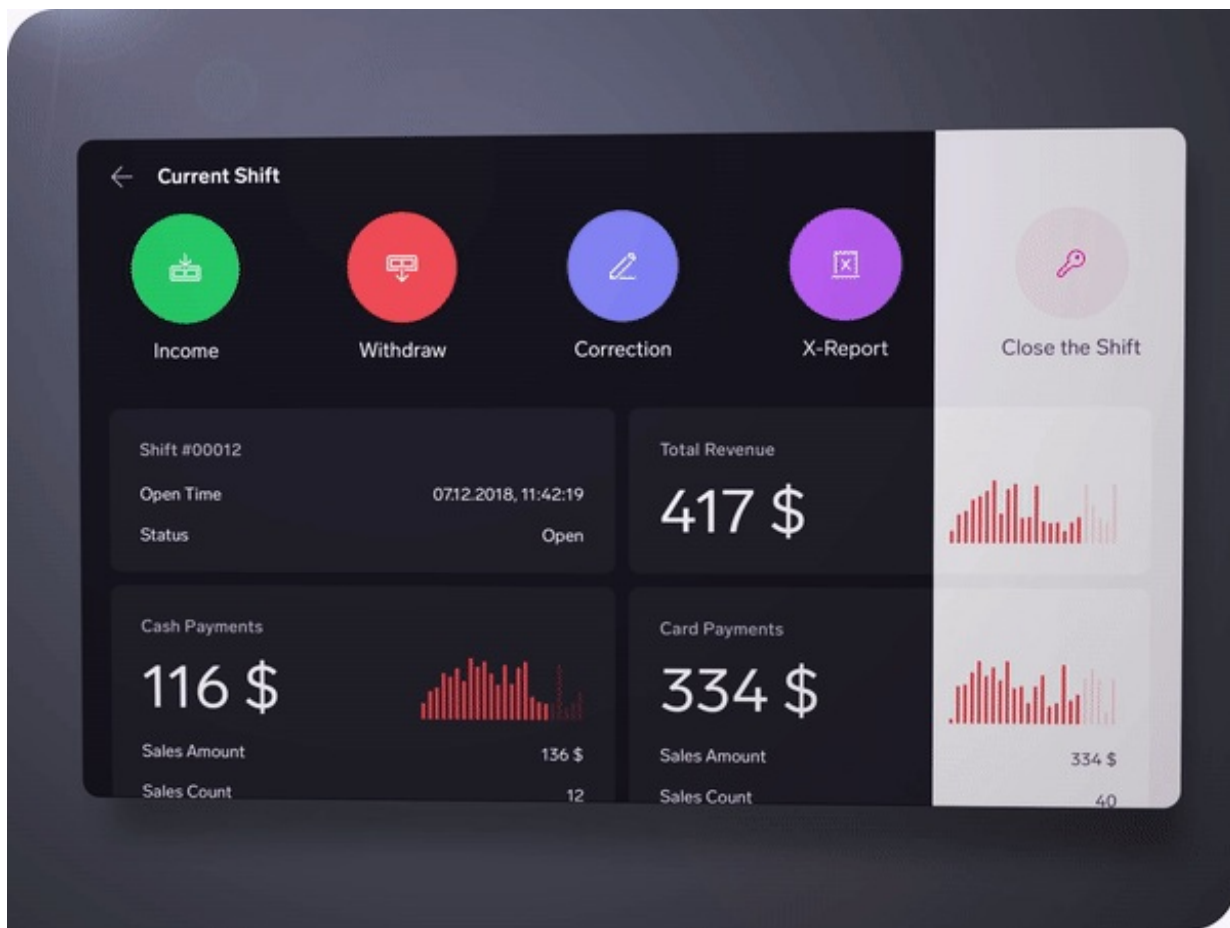 Current Shift
Income
Withdraw
Correction
X-Report
Close the Shift
Shift #00012
Open Time 07.12.2018, 11:42:19
Status Open
Total Revenue
417 $
Cash Payments
116 $
Sales Amount 136 $
Sales Count 12
Card Payments
334 $
Sales Amount 334 $
Sales Count 40